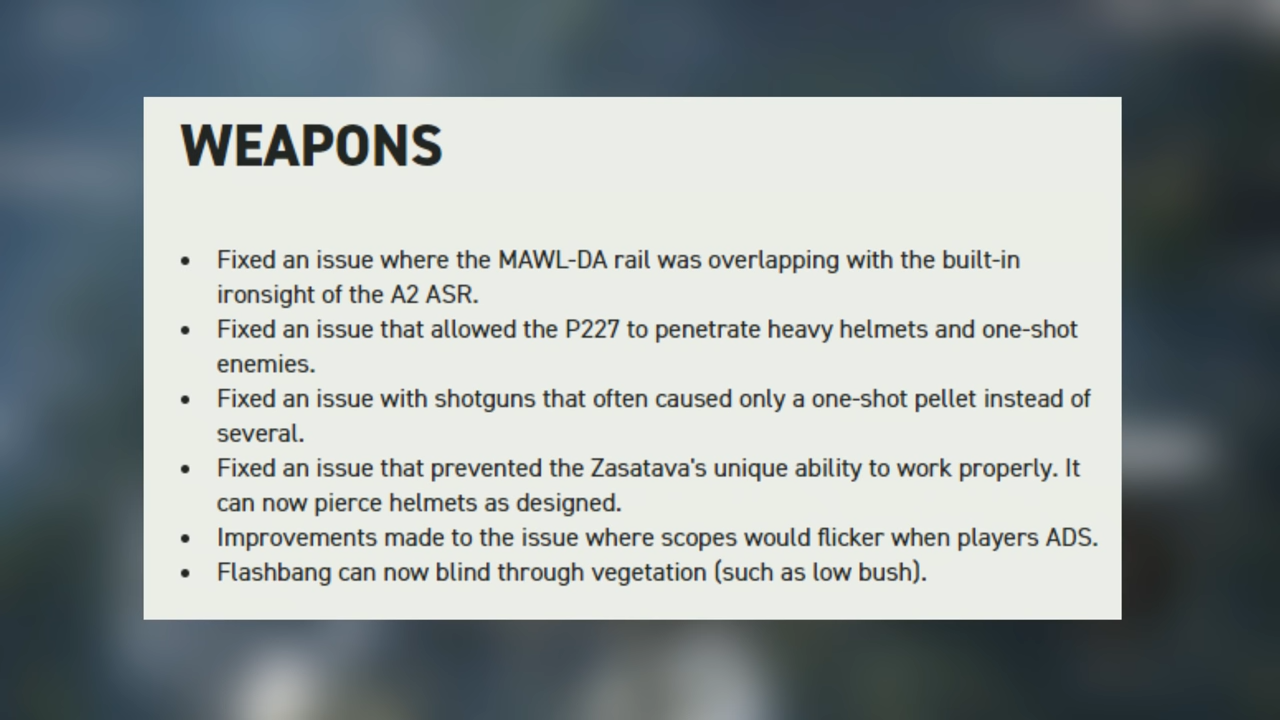 WEAPONS
• Fixed an issue where the MAWL-DA rail was overlapping with the built-in
ironsight of the A2 ASR.
• Fixed an issue that allowed the P227 to penetrate heavy helmets and one-shot
enemies.
• Fixed an issue with shotguns that often caused only a one-shot pellet instead of
several.
• Fixed an issue that prevented the Zasatava's unique ability to work properly. It
can now pierce helmets as designed.
• Improvements made to the issue where scopes would flicker when players ADS.
• Flashbang can now blind through vegetation (such as low bush).